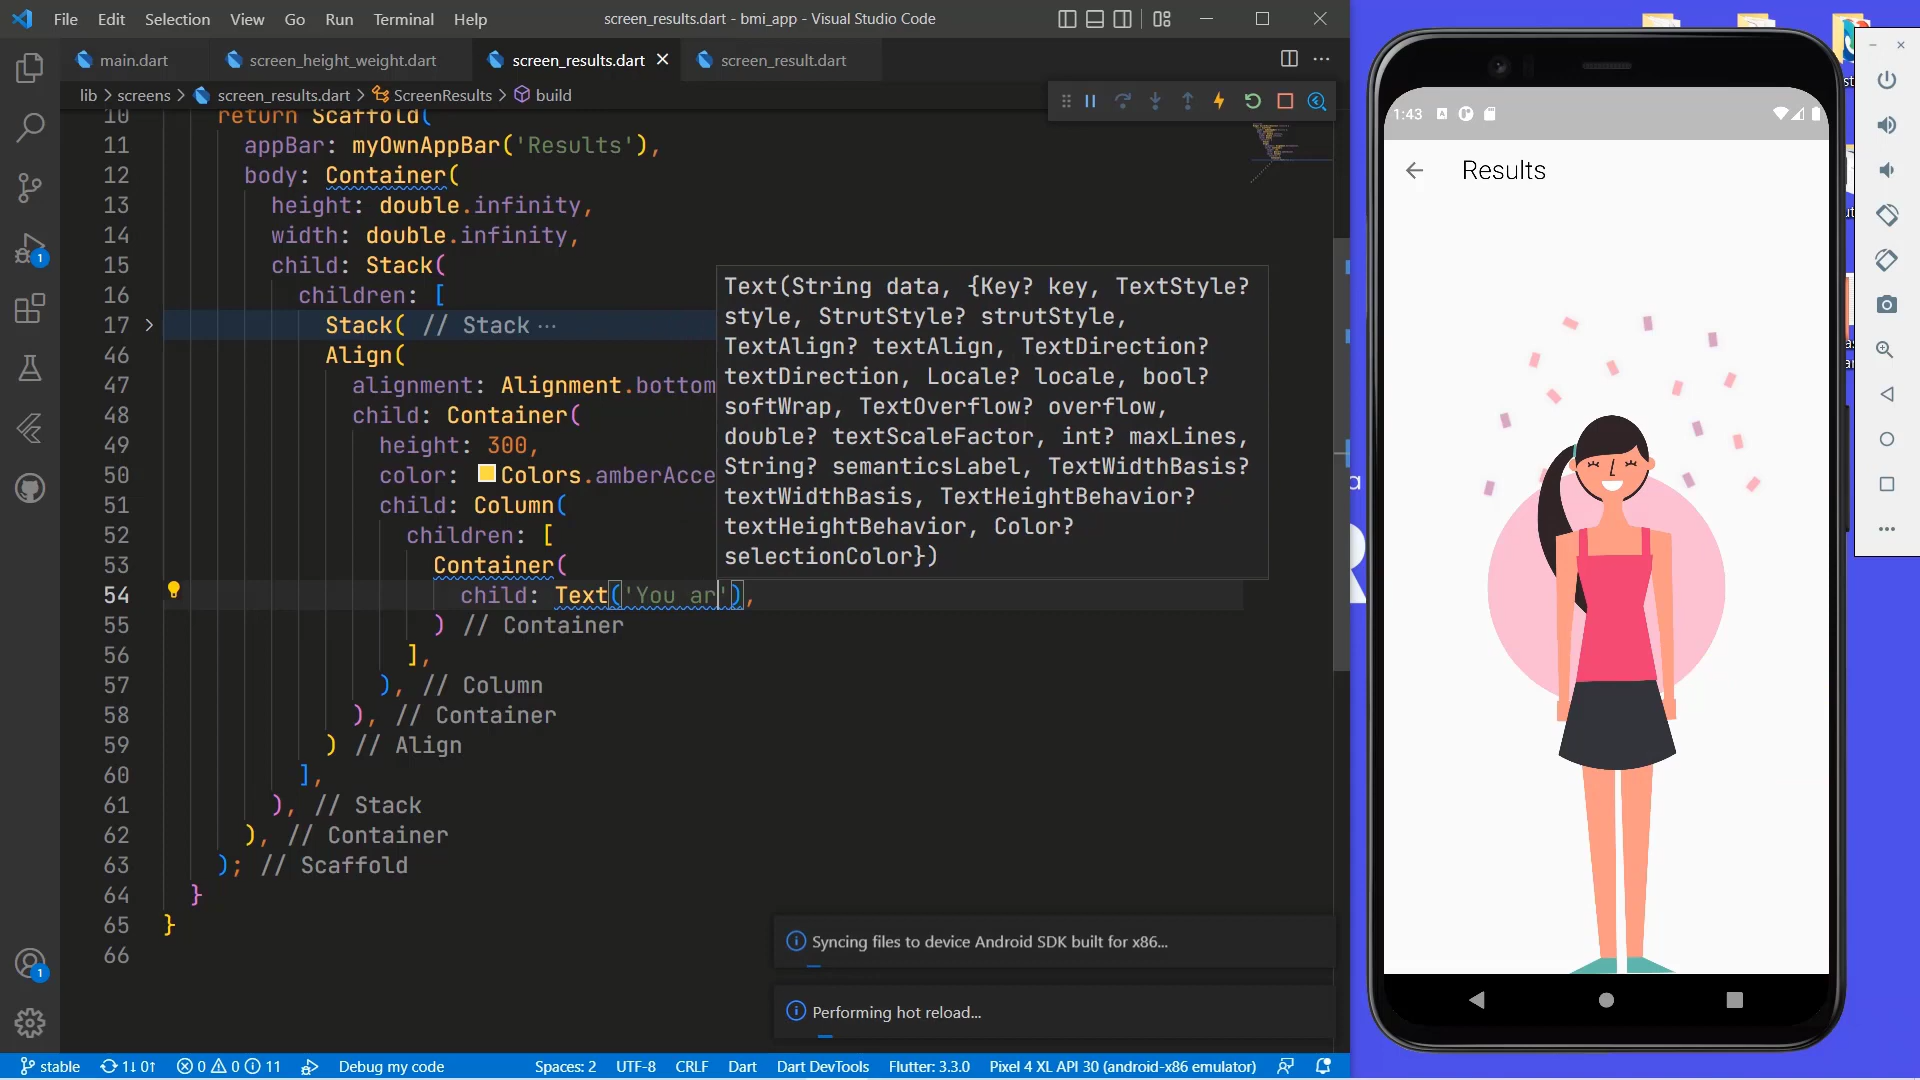 File Edit Selection View Go Run Terminal Help
screen_results.dart - bmi_app - Visual Studio Code
main.dart
screen_height_weight.dart
screen_results.dart
screen_result.dart
lib > screens > screen_results.dart > ScreenResults > build
10 return Scaffold(
11 appBar: myOwnAppBar('Results'),
12 body: Container(
13 height: double.infinity,
14 width: double.infinity,
15 child: Stack(
16 children: [
17 Stack( // Stack ...
46 Align(
47 alignment: Alignment.bottom
48 child: Container(
49 height: 300,
50 color: Colors.amberAcce
51 child: Column(
52 children: [
53 Container(
54 child: Text('You ar'),
55 ) // Container
56 ],
57 ), // Column
58 ), // Container
59 ) // Align
60 ],
61 ), // Stack
62 ), // Container
63 ); // Scaffold
64 }
65 }
66
Text(String data, {Key? key, TextStyle?
style, StrutStyle? strutStyle,
TextAlign? textAlign, TextDirection?
textDirection, Locale? locale, bool?
softWrap, TextOverflow? overflow,
double? textScaleFactor, int? maxLines,
String? semanticsLabel, TextWidthBasis?
textWidthBasis, TextHeightBehavior?
textHeightBehavior, Color?
selectionColor})
Syncing files to device Android SDK built for x86...
Performing hot reload...
1
1
stable 1↓ 0↑ 0 0 11 Debug my code
Spaces: 2 UTF-8 CRLF Dart Dart DevTools Flutter: 3.3.0 Pixel 4 XL API 30 (android-x86 emulator)
1:43
Results